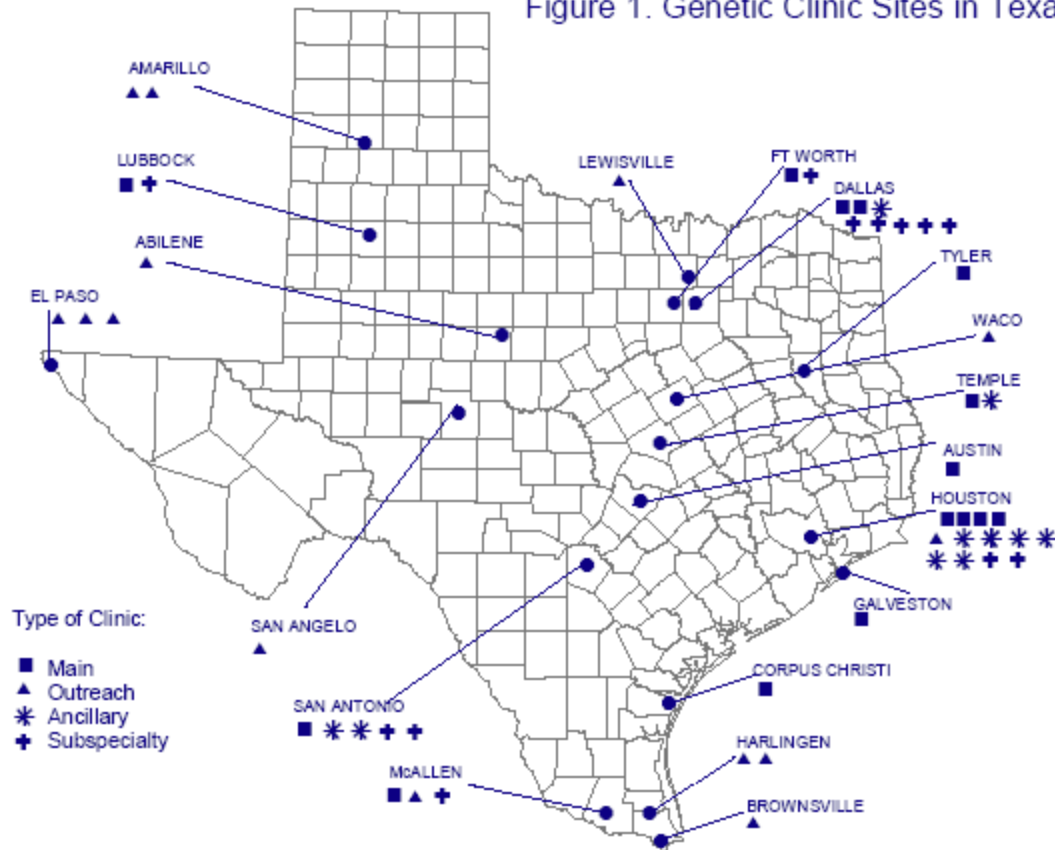 Figure 1. Genetic Clinic Sites in Texa
AMARILLO
LUBBOCK
ABILENE
EL PASO
LEWISVILLE
FT WORTH
DALLAS
TYLER
WACO
TEMPLE
AUSTIN
HOUSTON
GALVESTON
SAN ANGELO
CORPUS CHRISTI
SAN ANTONIO
HARLINGEN
McALLEN
BROWNSVILLE
Type of Clinic:
Main
Outreach
Ancillary
Subspecialty